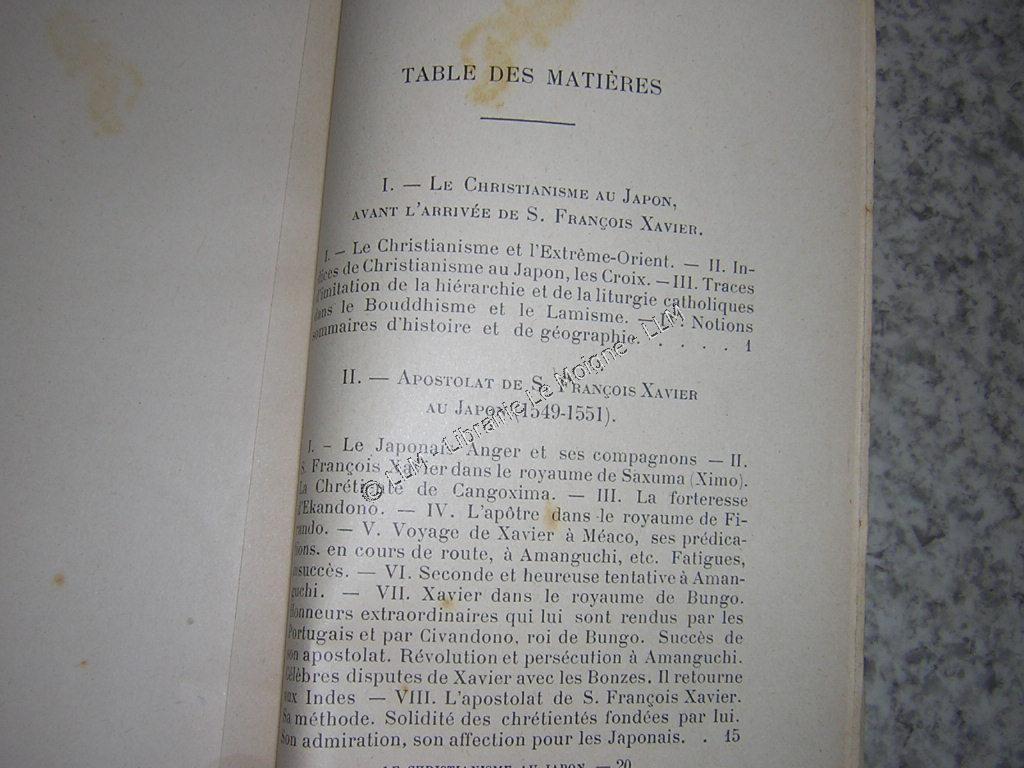 TABLE DES MATIÈRES
I. — LE CHRISTIANISME AU JAPON,
AVANT L'ARRIVÉE DE S. FRANÇOIS XAVIER.
I. — Le Christianisme et l'Extrême-Orient. — II. In-
dices de Christianisme au Japon, les Croix. — III. Traces
d'imitation de la hiérarchie et de la liturgie catholiques
dans le Bouddhisme et le Lamisme. — Notions
sommaires d'histoire et de géographie. . . . . . 1
II. — APOSTOLAT DE S. FRANÇOIS XAVIER
AU JAPON (1549-1551).
I. — Le Japonais Anger et ses compagnons — II.
S. François Xavier dans le royaume de Saxuma (Ximo).
La Chrétienté de Cangoxima. — III. La forteresse
d'Ekandono. — IV. L'apôtre dans le royaume de Fi-
rando. — V. Voyage de Xavier à Méaco, ses prédica-
tions. en cours de route, à Amanguchi, etc. Fatigues,
insuccès. — VI. Seconde et heureuse tentative à Aman-
guchi. — VII. Xavier dans le royaume de Bungo.
Honneurs extraordinaires qui lui sont rendus par les
Portugais et par Civandono, roi de Bungo. Succès de
son apostolat. Révolution et persécution à Amanguchi.
Célèbres disputes de Xavier avec les Bonzes. Il retourne
aux Indes — VIII. L'apostolat de S. François Xavier.
Sa méthode. Solidité des chrétientés fondées par lui.
Son admiration, son affection pour les Japonais. . 15
LE CHRISTIANISME AU JAPON. — 20
© LLM - Librairie Le Moigne - LLM